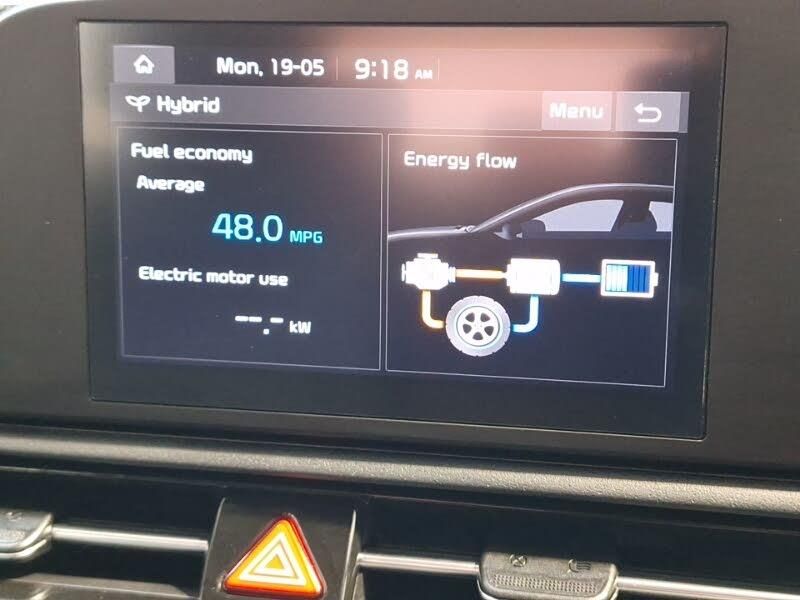 Mon, 19-05 9:18 AM
Hybrid Menu
Fuel economy
Average
48.0 MPG
Electric motor use
--.- kW
Energy flow